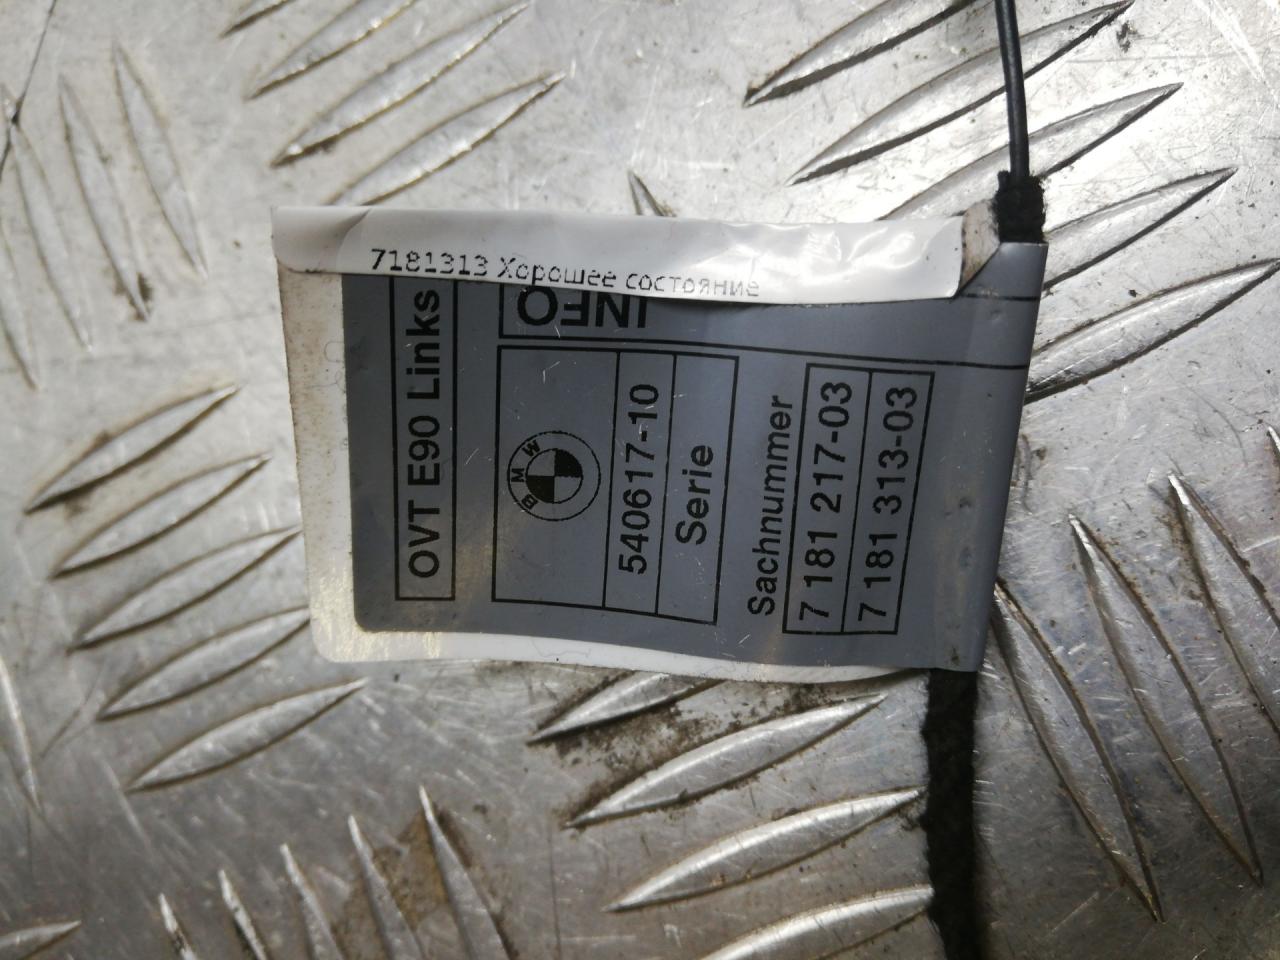 7181313 Хорошее состояние
INFO
OVT E90 Links
BMW
540617-10
Serie
Sachnummer
7 181 217-03
7 181 313-03